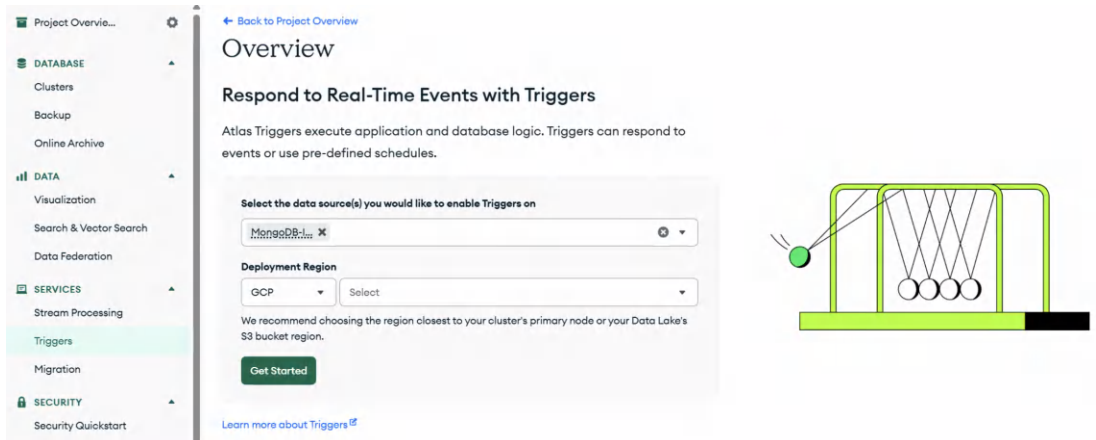 Project Overvie...
DATABASE
Clusters
Backup
Online Archive
DATA
Visualization
Search & Vector Search
Data Federation
SERVICES
Stream Processing
Triggers
Migration
SECURITY
Security Quickstart
Back to Project Overview
Overview
Respond to Real-Time Events with Triggers
Atlas Triggers execute application and database logic. Triggers can respond to
events or use pre-defined schedules.
Select the data source(s) you would like to enable Triggers on
MongoDB-I...
Deployment Region
GCP
Select
We recommend choosing the region closest to your cluster's primary node or your Data Lake's
S3 bucket region.
Get Started
Learn more about Triggers